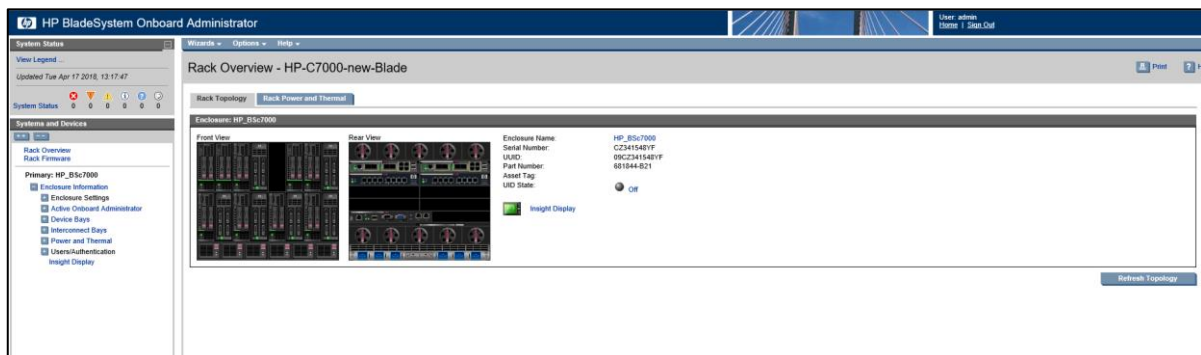 HP BladeSystem Onboard Administrator
User: admin
Home | Sign Out
System Status
Wizards Options Help
View Legend ...
Updated Tue Apr 17 2018, 13:17:47
System Status 0 0 0 0 0 0
Rack Overview - HP-C7000-new-Blade
Print
Rack Topology Rack Power and Thermal
Systems and Devices
Rack Overview
Rack Firmware
Primary: HP_BSc7000
Enclosure Information
Enclosure Settings
Active Onboard Administrator
Device Bays
Interconnect Bays
Power and Thermal
Users/Authentication
Insight Display
Enclosure: HP_BSc7000
Front View
Rear View
Enclosure Name: HP_BSc7000
Serial Number: CZ341548YF
UUID: 09CZ341548YF
Part Number: 681844-B21
Asset Tag:
UID State: Off
Insight Display
Refresh Topology